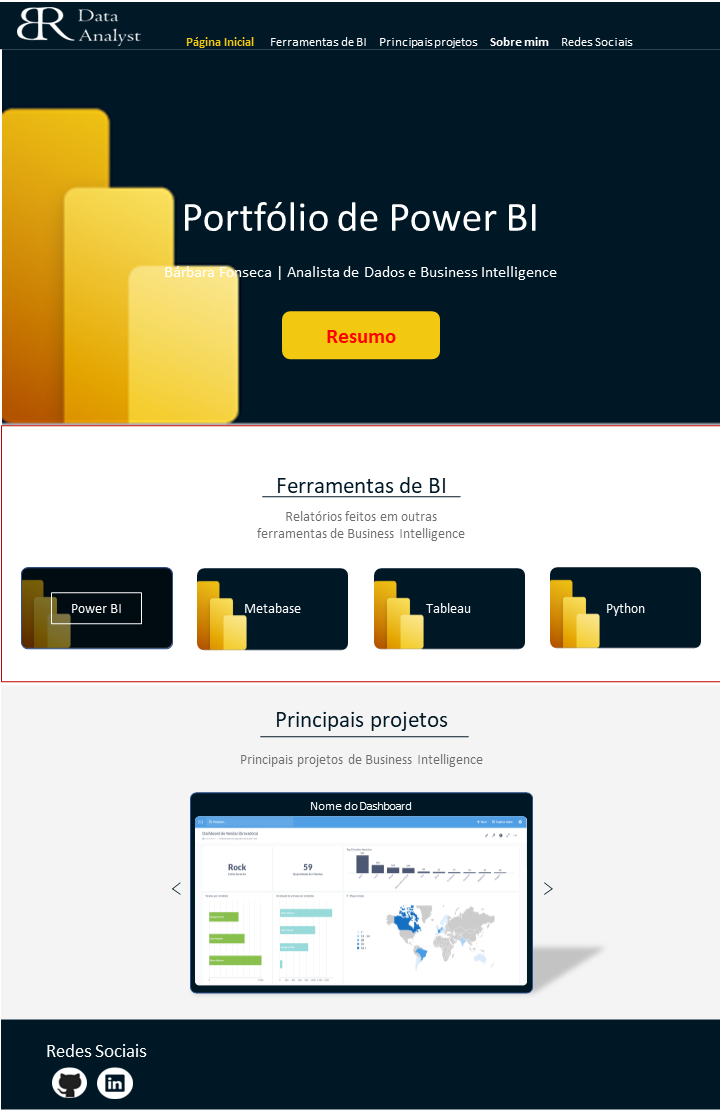 BR Data
Analyst
Página Inicial Ferramentas de BI Principais projetos Sobre mim Redes Sociais
Portfólio de Power BI
Bárbara Fonseca | Analista de Dados e Business Intelligence
Resumo
Ferramentas de BI
Relatórios feitos em outras
ferramentas de Business Intelligence
Power BI
Metabase
Tableau
Python
Principais projetos
Principais projetos de Business Intelligence
Nome do Dashboard
Rock
59
Redes Sociais